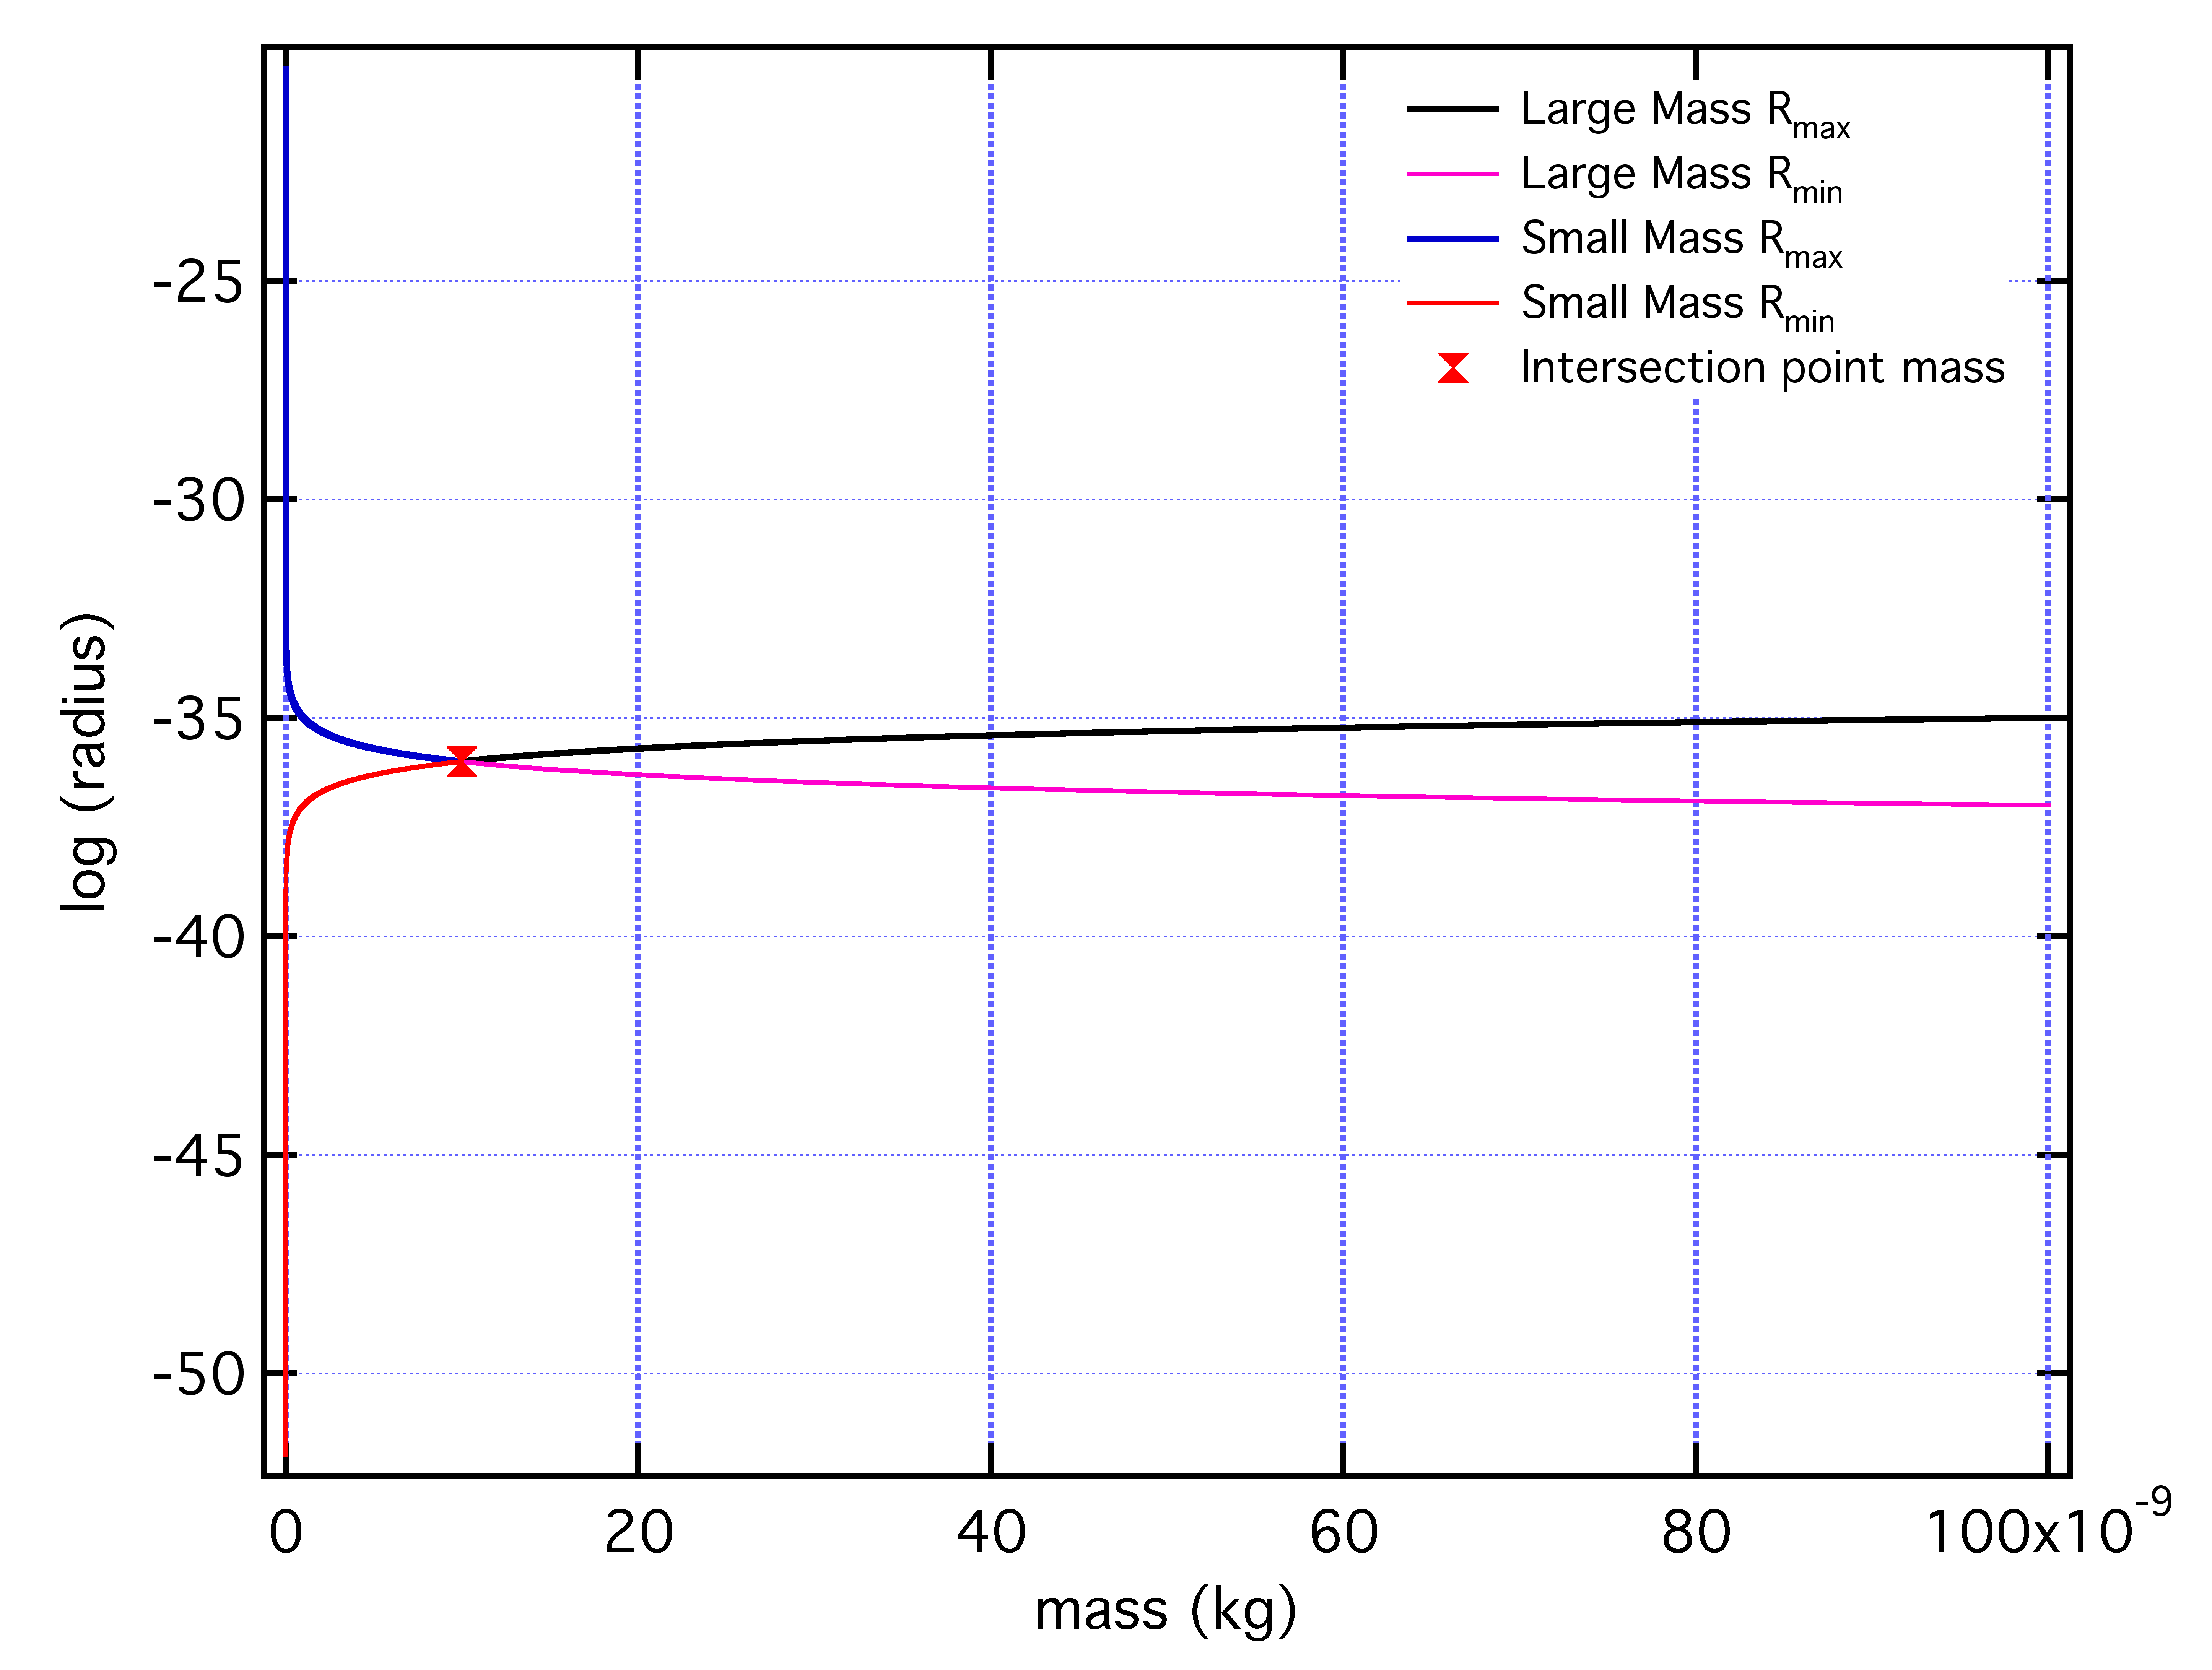 Large Mass Rmax
Large Mass Rmin
Small Mass Rmax
Small Mass Rmin
Intersection point mass
-25
-30
-35
-40
-45
-50
log (radius)
0 20 40 60 80 100x10-9
mass (kg)